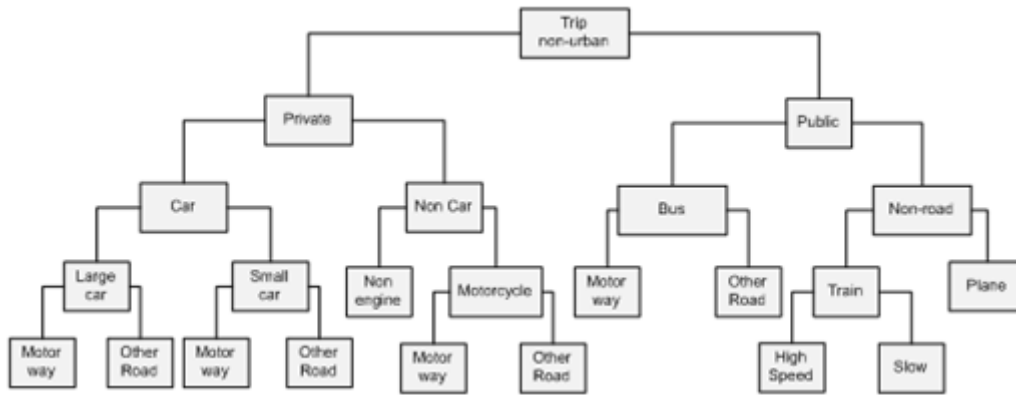 Trip
non-urban
Private
Public
Car
Non Car
Bus
Non-road
Large
car
Small
car
Non
engine
Motorcycle
Motor
way
Other
Road
Train
Plane
Motor
way
Other
Road
Motor
way
Other
Road
Motor
way
Other
Road
High
Speed
Slow